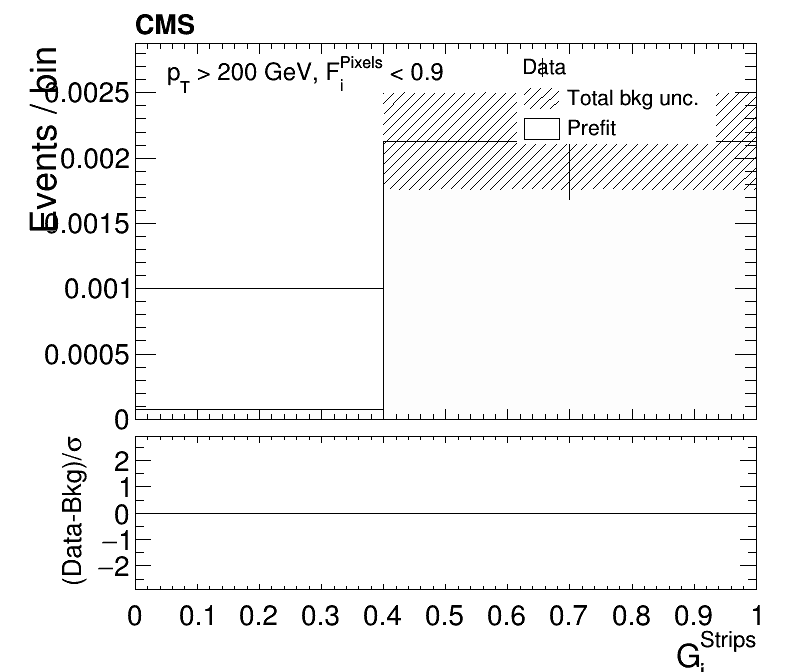 CMS
Events / bin
p_T > 200 GeV, F_i^Pixels < 0.9
Data
Total bkg unc.
Prefit
0.0025
0.002
0.0015
0.001
0.0005
0
(Data-Bkg)/σ
2
1
0
−1
−2
0 0.1 0.2 0.3 0.4 0.5 0.6 0.7 0.8 0.9 1
G_i^Strips